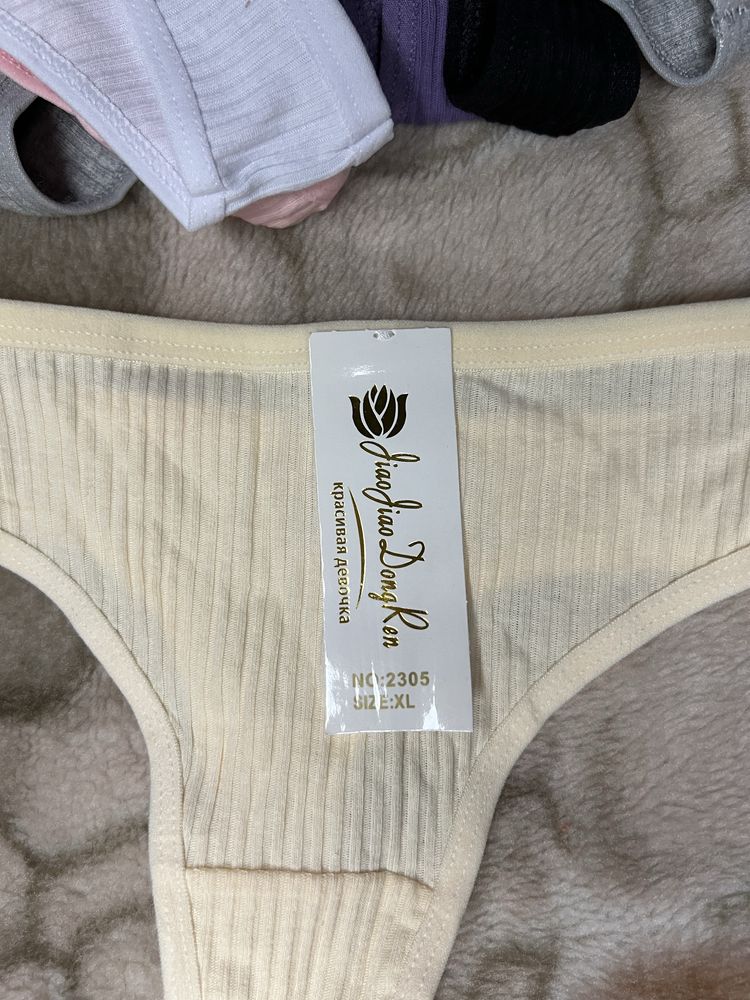 JiaoJiao DongRen
красивая девочка
NO:2305
SIZE:XL